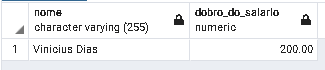 nome
character varying (255)
dobro_do_salario
numeric
1 Vinicius Dias 200.00